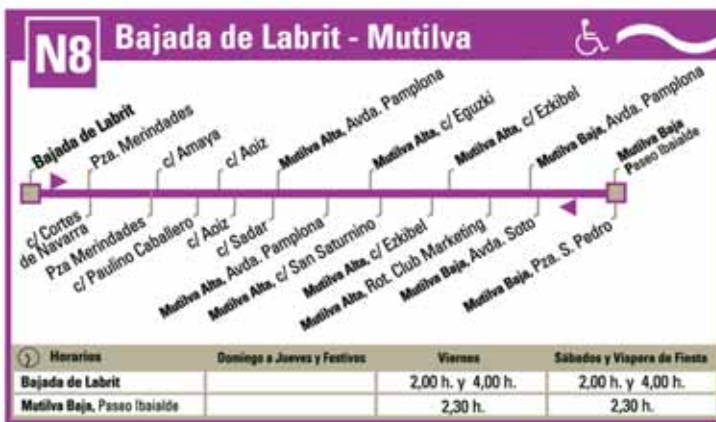 N8
Bajada de Labrit - Mutilva
Bajada de Labrit
Pza. Merindades
c/ Amaya
c/ Aoiz
Mutilva Alta, Avda. Pamplona
Mutilva Alta, c/ Eguzki
Mutilva Alta, c/ Ezkibel
Mutilva Baja, Avda. Pamplona
Mutilva Baja
Paseo Ibaialde
c/ Cortes
de Navarra
Pza Merindades
c/ Paulino Caballero
c/ Aoiz
c/ Sadar
Mutilva Alta, Avda. Pamplona
Mutilva Alta, c/ San Saturnino
Mutilva Alta, c/ Ezkibel
Mutilva Alta, Rot. Club Marketing
Mutilva Baja, Avda. Soto
Mutilva Baja, Pza. S. Pedro
Horarios Domingo a Jueves y Festivos Viernes Sábados y Víspera de Fiesta
Bajada de Labrit 2,00 h. y 4,00 h. 2,00 h. y 4,00 h.
Mutilva Baja, Paseo Ibaialde 2,30 h. 2,30 h.